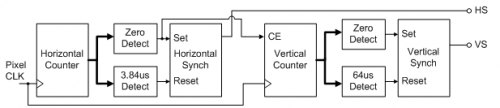 HS
Zero
Detect
Set
CE
Zero
Detect
Set
VS
Pixel
CLK
Horizontal
Counter
Horizontal
Synch
Vertical
Counter
Vertical
Synch
3.84us
Detect
Reset
64us
Detect
Reset